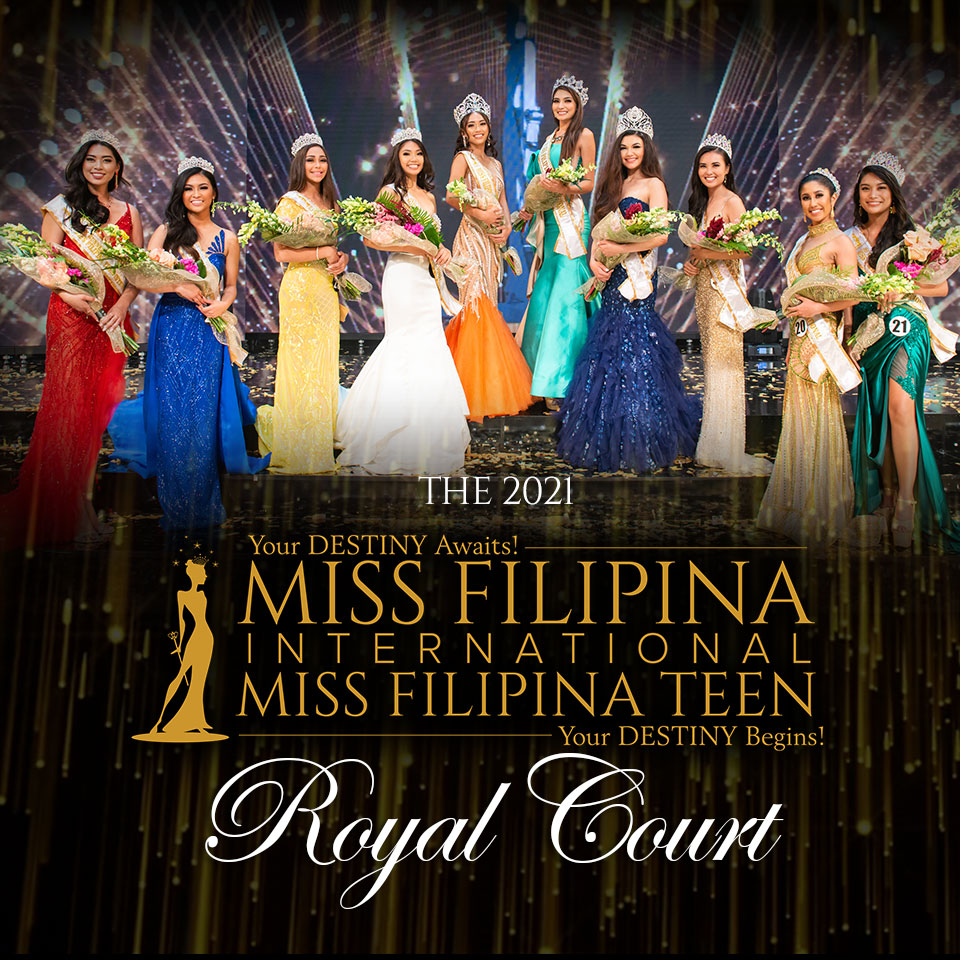 20
21
THE 2021
Your DESTINY Awaits!
MISS FILIPINA
INTERNATIONAL
MISS FILIPINA TEEN
Your DESTINY Begins!
Royal Court